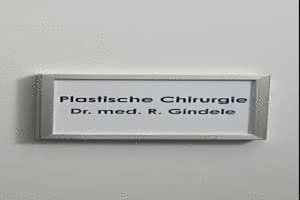 Plastische Chirurgie
Dr. med. R. Gindele